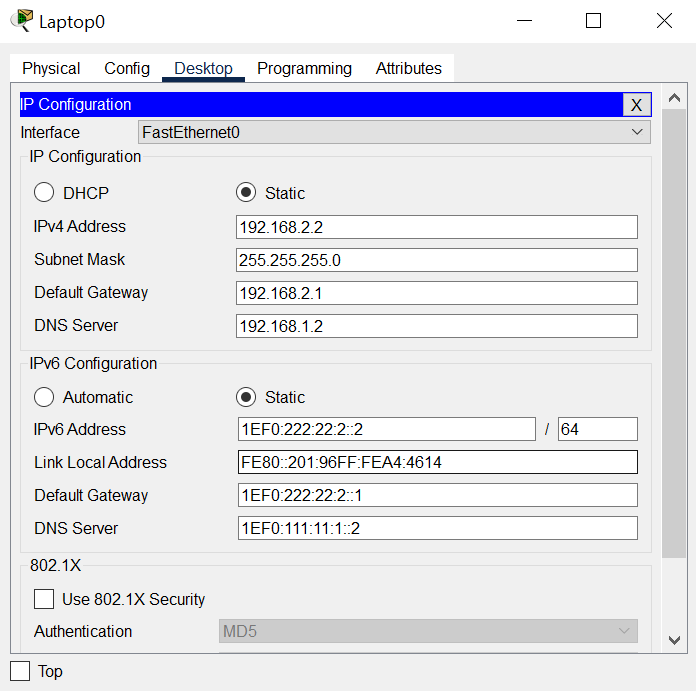 Laptop0
Physical Config Desktop Programming Attributes
IP Configuration X
Interface FastEthernet0
IP Configuration
DHCP Static
IPv4 Address 192.168.2.2
Subnet Mask 255.255.255.0
Default Gateway 192.168.2.1
DNS Server 192.168.1.2
IPv6 Configuration
Automatic Static
IPv6 Address 1EF0:222:22:2::2 / 64
Link Local Address FE80::201:96FF:FEA4:4614
Default Gateway 1EF0:222:22:2::1
DNS Server 1EF0:111:11:1::2
802.1X
Use 802.1X Security
Authentication MD5
Top